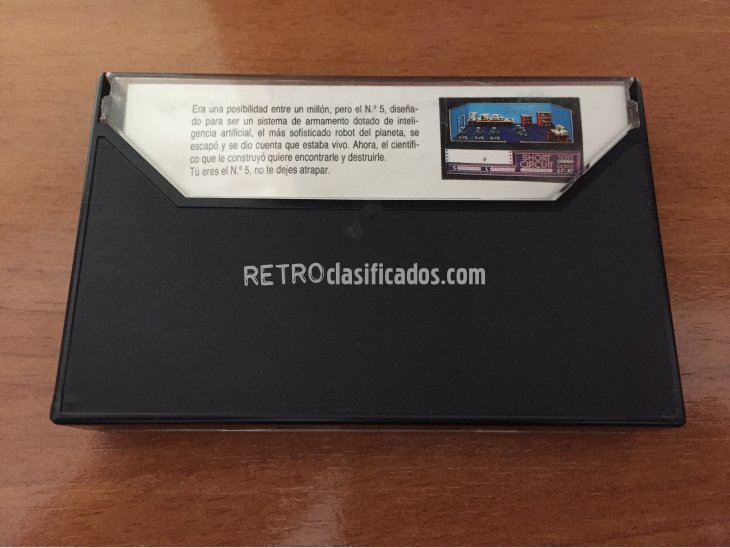 Era una posibilidad entre un millón, pero el N.º 5, diseña-
do para ser un sistema de armamento dotado de inteli-
gencia artificial, el más sofisticado robot del planeta, se
escapó y se dio cuenta que estaba vivo. Ahora, el científi-
co que le construyó quiere encontrarle y destruirle.
Tú eres el N.º 5, no te dejes atrapar.
SHORT
CIRCUIT
SCORE
17:47
RETROclasificados.com